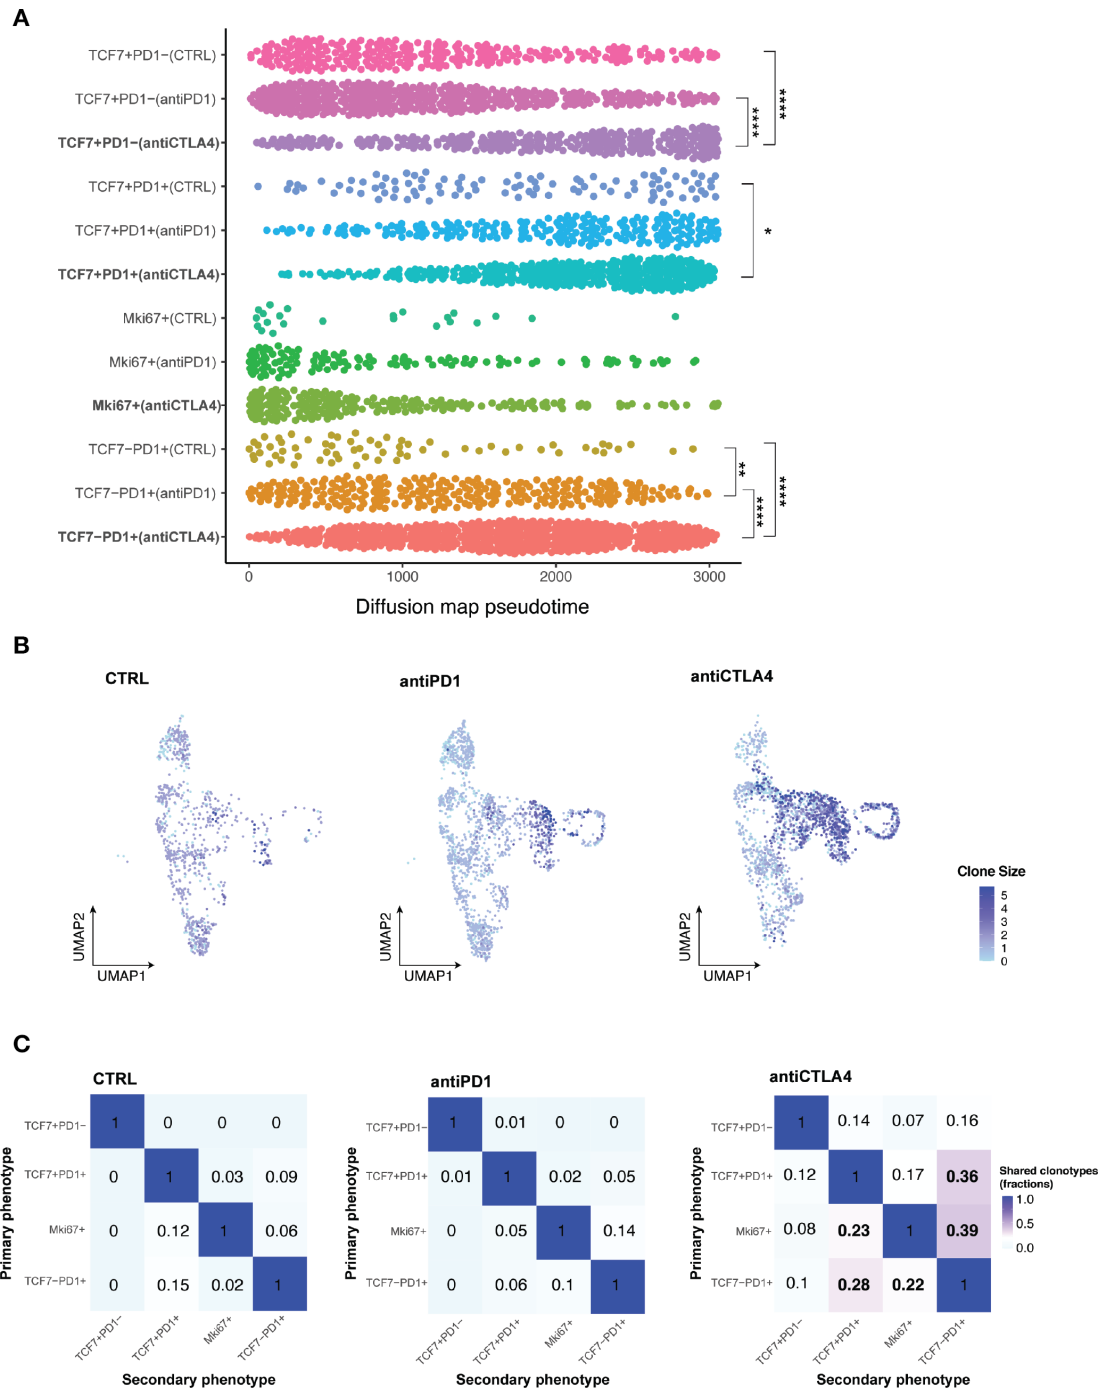 A
TCF7+PD1−(CTRL)
TCF7+PD1−(antiPD1)
TCF7+PD1−(antiCTLA4)
TCF7+PD1+(CTRL)
TCF7+PD1+(antiPD1)
TCF7+PD1+(antiCTLA4)
Mki67+(CTRL)
Mki67+(antiPD1)
Mki67+(antiCTLA4)
TCF7−PD1+(CTRL)
TCF7−PD1+(antiPD1)
TCF7−PD1+(antiCTLA4)
****
****
*
**
****
****
0 1000 2000 3000
Diffusion map pseudotime
B
CTRL
antiPD1
antiCTLA4
UMAP2
UMAP1
UMAP2
UMAP1
UMAP2
UMAP1
Clone Size
5
4
3
2
1
0
C
CTRL
Primary phenotype
TCF7+PD1− 1 0 0 0
TCF7+PD1+ 0 1 0.03 0.09
Mki67+ 0 0.12 1 0.06
TCF7−PD1+ 0 0.15 0.02 1
TCF7+PD1− TCF7+PD1+ Mki67+ TCF7−PD1+
Secondary phenotype
antiPD1
Primary phenotype
TCF7+PD1− 1 0.01 0 0
TCF7+PD1+ 0.01 1 0.02 0.05
Mki67+ 0 0.05 1 0.14
TCF7−PD1+ 0 0.06 0.1 1
TCF7+PD1− TCF7+PD1+ Mki67+ TCF7−PD1+
Secondary phenotype
antiCTLA4
Primary phenotype
TCF7+PD1− 1 0.14 0.07 0.16
TCF7+PD1+ 0.12 1 0.17 0.36
Mki67+ 0.08 0.23 1 0.39
TCF7−PD1+ 0.1 0.28 0.22 1
TCF7+PD1− TCF7+PD1+ Mki67+ TCF7−PD1+
Secondary phenotype
Shared clonotypes
(fractions)
1.0
0.5
0.0